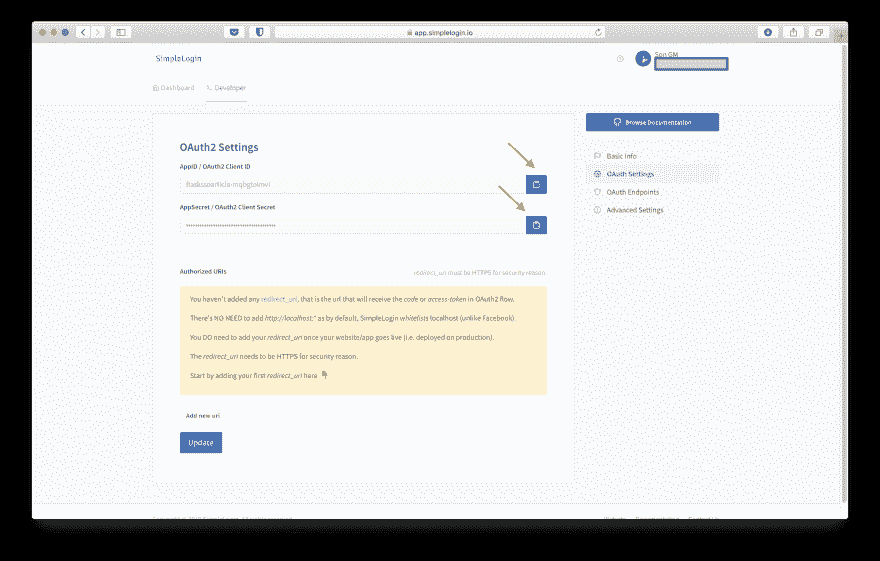 app.simplelogin.io
SimpleLogin
Son GM
Dashboard
Developer
OAuth2 Settings
Browse Documentation
AppID / OAuth2 Client ID
Basic Info
OAuth Settings
AppSecret / OAuth2 Client Secret
OAuth Endpoints
Advanced Settings
Authorized URIs
redirect_uri must be HTTPS for security reason.
You haven't added any redirect_uri, that is the url that will receive the code or access-token in OAuth2 flow.
There's NO NEED to add http://localhost:* as by default, SimpleLogin whitelists localhost (unlike Facebook).
You DO need to add your redirect_uri once your website/app goes live (i.e. deployed on production).
The redirect_uri needs to be HTTPS for security reason.
Start by adding your first redirect_uri here 👇
Add new uri
Update